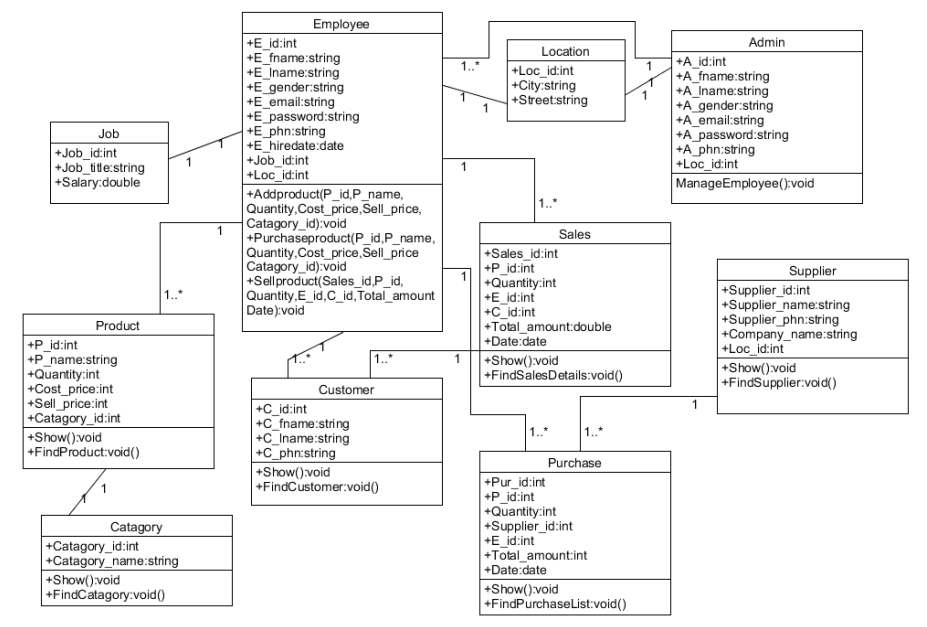 Employee
+E_id:int
+E_fname:string
+E_lname:string
+E_gender:string
+E_email:string
+E_password:string
+E_phn:string
+E_hiredate:date
+Job_id:int
+Loc_id:int
+Addproduct(P_id,P_name,
Quantity,Cost_price,Sell_price,
Catagory_id):void
+Purchaseproduct(P_id,P_name,
Quantity,Cost_price,Sell_price
Catagory_id):void
+Sellproduct(Sales_id,P_id,
Quantity,E_id,C_id,Total_amount
Date):void
1..*
1
Location
+Loc_id:int
+City:string
+Street:string
1
1
1
1
Admin
+A_id:int
+A_fname:string
+A_lname:string
+A_gender:string
+A_email:string
+A_password:string
+A_phn:string
+Loc_id:int
ManageEmployee():void
Job
+Job_id:int
+Job_title:string
+Salary:double
1
1
1
1..*
Sales
+Sales_id:int
+P_id:int
+Quantity:int
+E_id:int
+C_id:int
+Total_amount:double
+Date:date
+Show():void
+FindSalesDetails:void()
Supplier
+Supplier_id:int
+Supplier_name:string
+Supplier_phn:string
+Company_name:string
+Loc_id:int
+Show():void
+FindSupplier:void()
1
1..*
Product
+P_id:int
+P_name:string
+Quantity:int
+Cost_price:int
+Sell_price:int
+Catagory_id:int
+Show():void
+FindProduct:void()
1
1
1..*
1..*
1
Customer
+C_id:int
+C_fname:string
+C_lname:string
+C_phn:string
+Show():void
+FindCustomer:void()
1
1..*
1..*
Purchase
+Pur_id:int
+P_id:int
+Quantity:int
+Supplier_id:int
+E_id:int
+Total_amount:int
+Date:date
+Show():void
+FindPurchaseList:void()
1
1
Catagory
+Catagory_id:int
+Catagory_name:string
+Show():void
+FindCatagory:void()